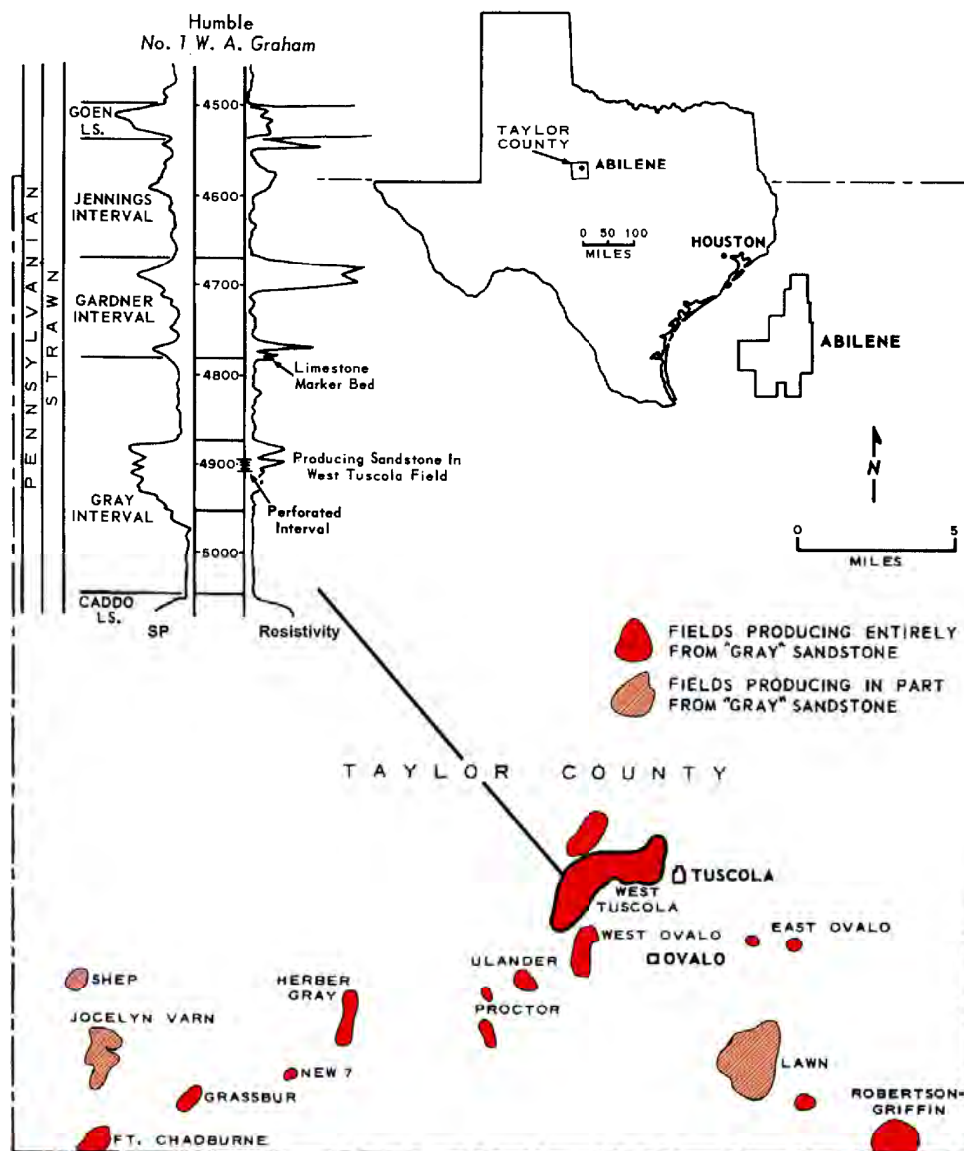 Humble
No. 1 W. A. Graham
PENNSYLVANIAN
STRAWN
GOEN
LS.
JENNINGS
INTERVAL
GARDNER
INTERVAL
GRAY
INTERVAL
CADDO
LS.
4500
4600
4700
4800
4900
5000
Limestone
Marker Bed
Producing Sandstone In
West Tuscola Field
Perforated
Interval
SP
Resistivity
TAYLOR
COUNTY
ABILENE
0 50 100
MILES
HOUSTON
ABILENE
N
0 5
MILES
FIELDS PRODUCING ENTIRELY
FROM "GRAY" SANDSTONE
FIELDS PRODUCING IN PART
FROM "GRAY" SANDSTONE
TAYLOR COUNTY
TUSCOLA
WEST
TUSCOLA
WEST OVALO
EAST OVALO
OVALO
ULANDER
PROCTOR
HERBER
GRAY
SHEP
JOCELYN VARN
NEW ?
GRASSBUR
FT. CHADBURNE
LAWN
ROBERTSON-
GRIFFIN